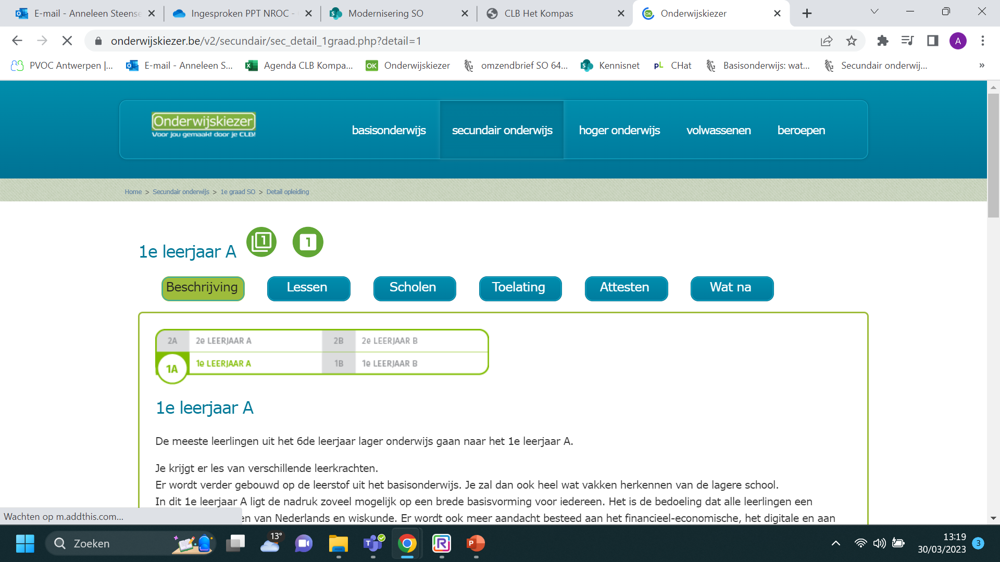 E-mail - Anneleen Steense
Ingesproken PPT NROC -
Modernisering SO
CLB Het Kompas
Onderwijskiezer
onderwijskiezer.be/v2/secundair/sec_detail_1graad.php?detail=1
A
PVOC Antwerpen |...
E-mail - Anneleen S...
Agenda CLB Kompa...
OK Onderwijskiezer
omzendbrief SO 64...
Kennisnet
pL CHat
Basisonderwijs: wat...
Secundair onderwij...
»
Onderwijskiezer
Voor jou gemaakt door je CLB!
basisonderwijs
secundair onderwijs
hoger onderwijs
volwassenen
beroepen
Home > Secundair onderwijs > 1e graad SO > Detail opleiding
1e leerjaar A
1
1
Beschrijving
Lessen
Scholen
Toelating
Attesten
Wat na
2A 2e LEERJAAR A 2B 2e LEERJAAR B
1A 1e LEERJAAR A 1B 1e LEERJAAR B
1e leerjaar A
De meeste leerlingen uit het 6de leerjaar lager onderwijs gaan naar het 1e leerjaar A.
Je krijgt er les van verschillende leerkrachten.
Er wordt verder gebouwd op de leerstof uit het basisonderwijs. Je zal dan ook heel wat vakken herkennen van de lagere school.
In dit 1e leerjaar A ligt de nadruk zoveel mogelijk op een brede basisvorming voor iedereen. Het is de bedoeling dat alle leerlingen een
en van Nederlands en wiskunde. Er wordt ook meer aandacht besteed aan het financieel-economische, het digitale en aan
Wachten op m.addthis.com...
Zoeken
13°
13:19
30/03/2023
3